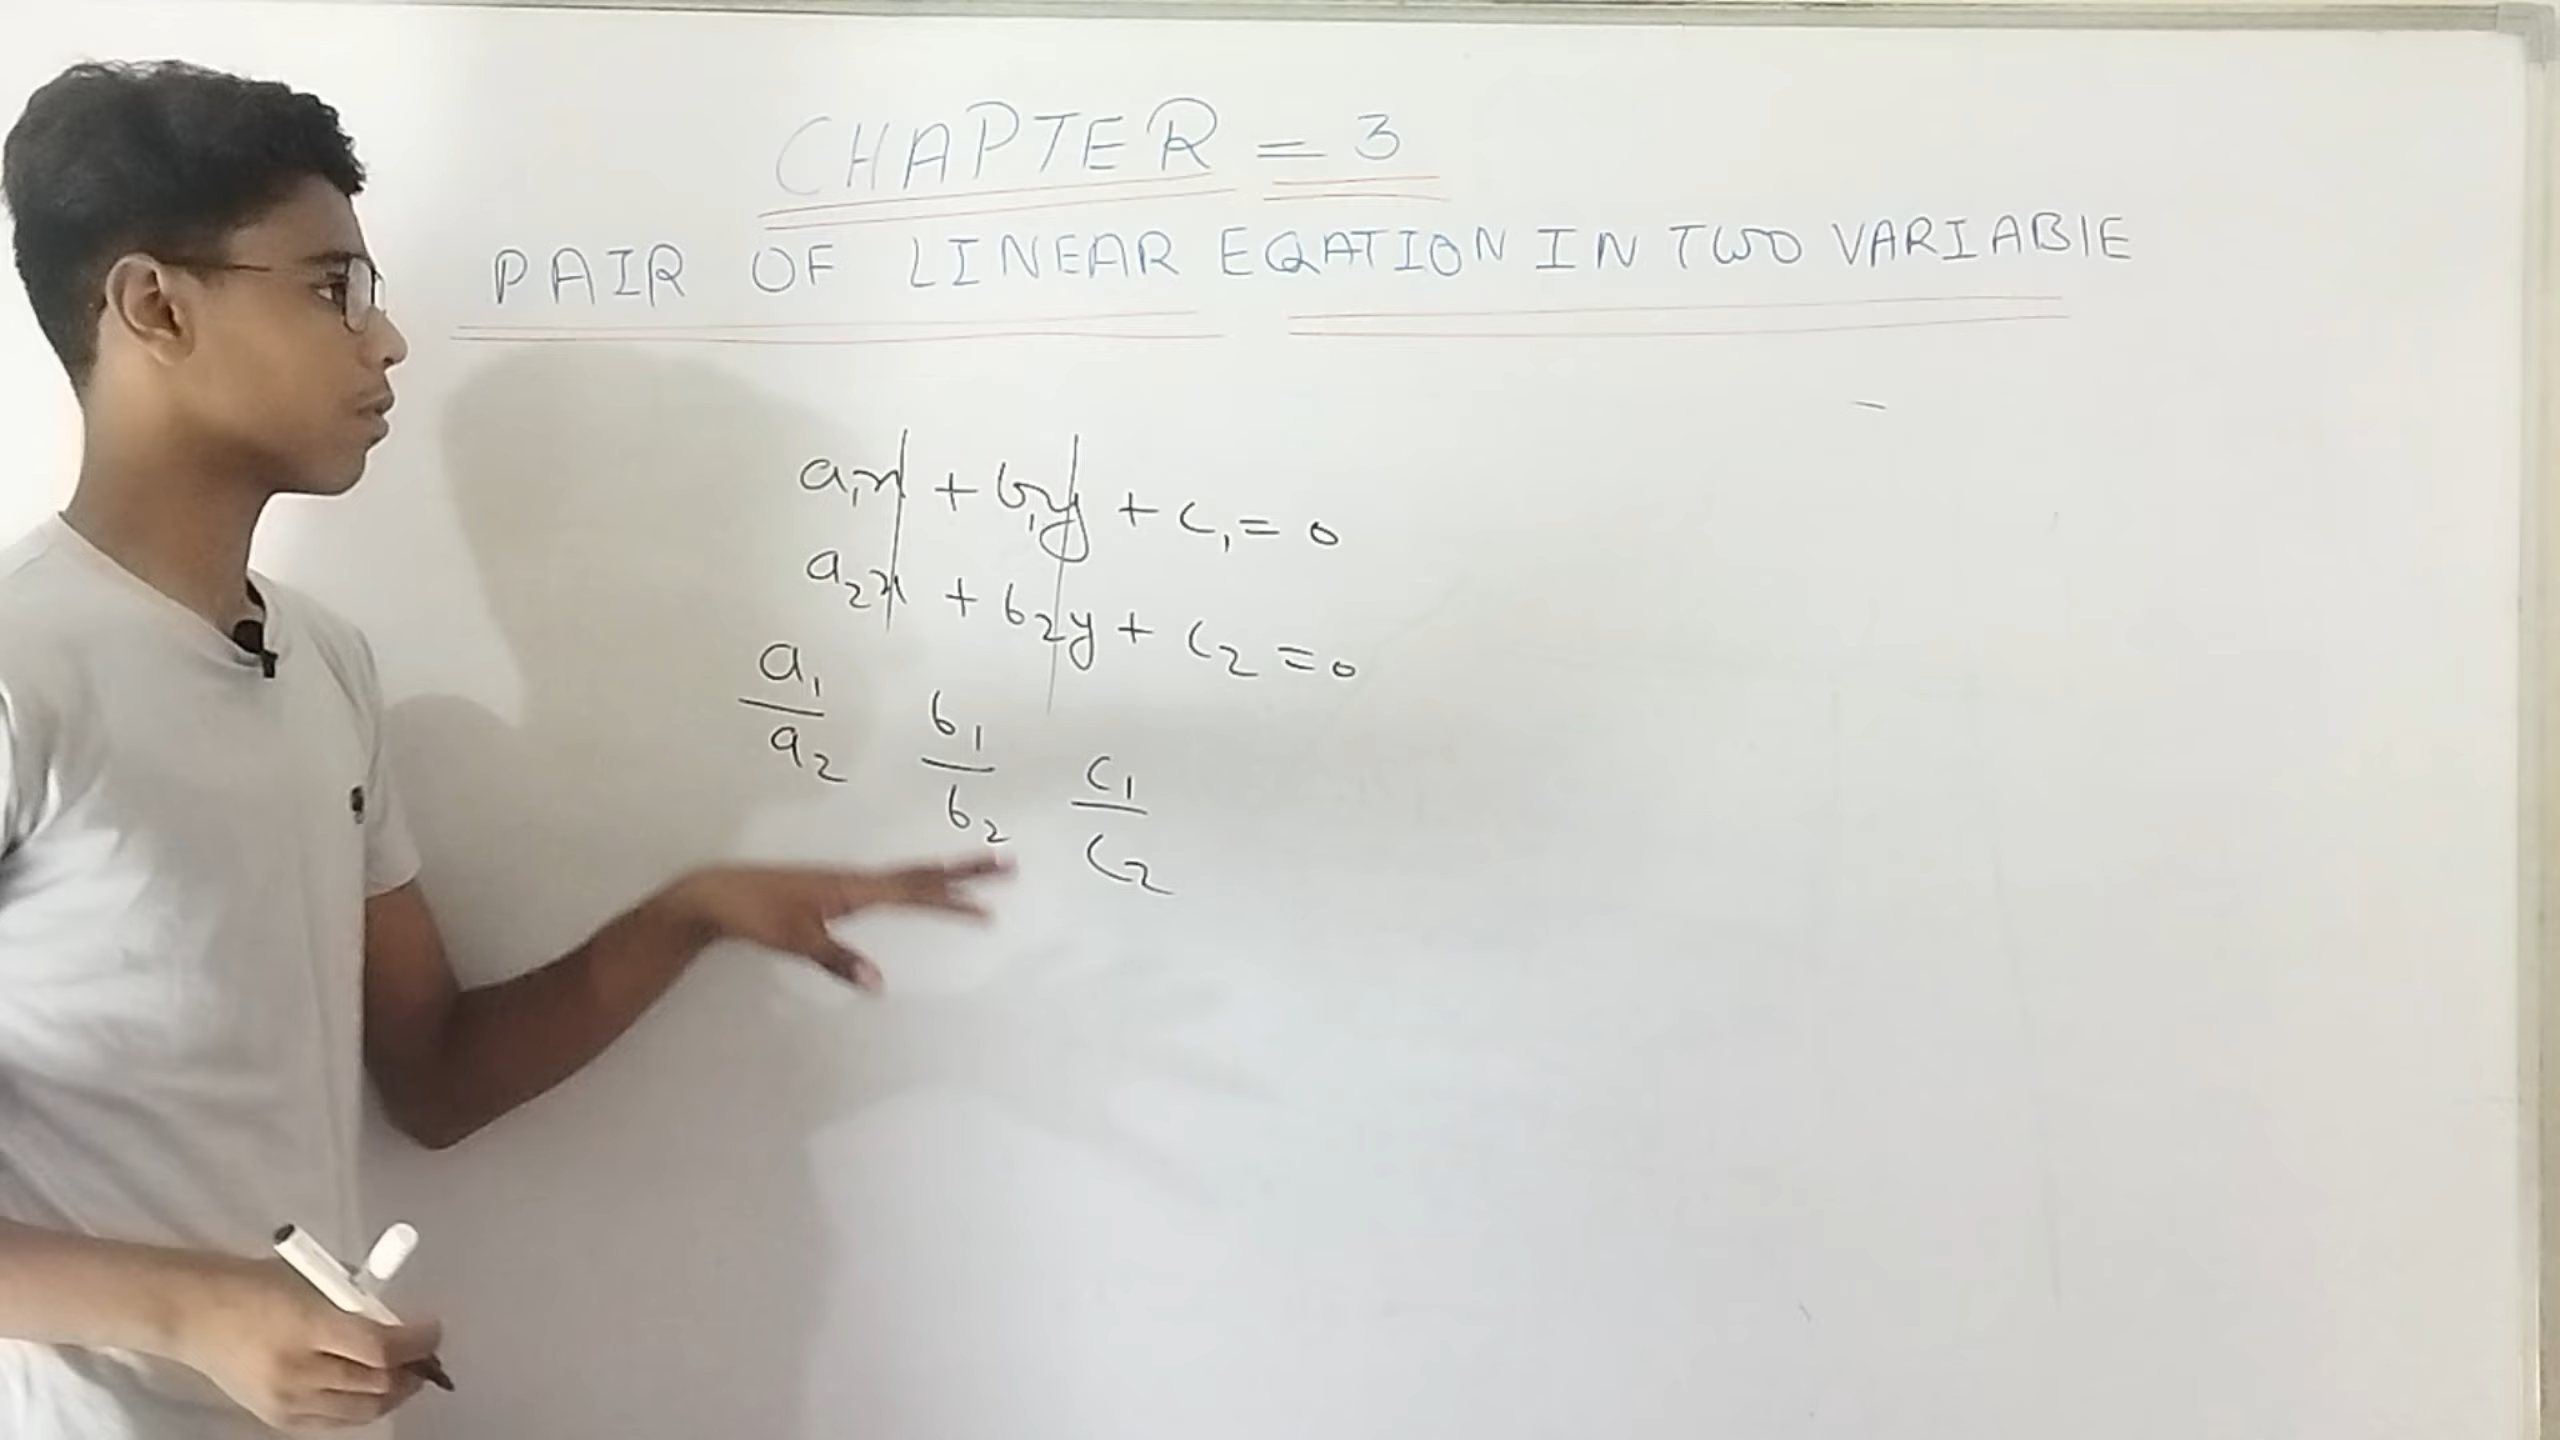 CHAPTER = 3
PAIR OF LINEAR EQATION IN TWO VARIABLE
a₁x + b₁y + c₁ = 0
a₂x + b₂y + c₂ = 0
a₁/a₂ b₁/b₂ c₁/c₂